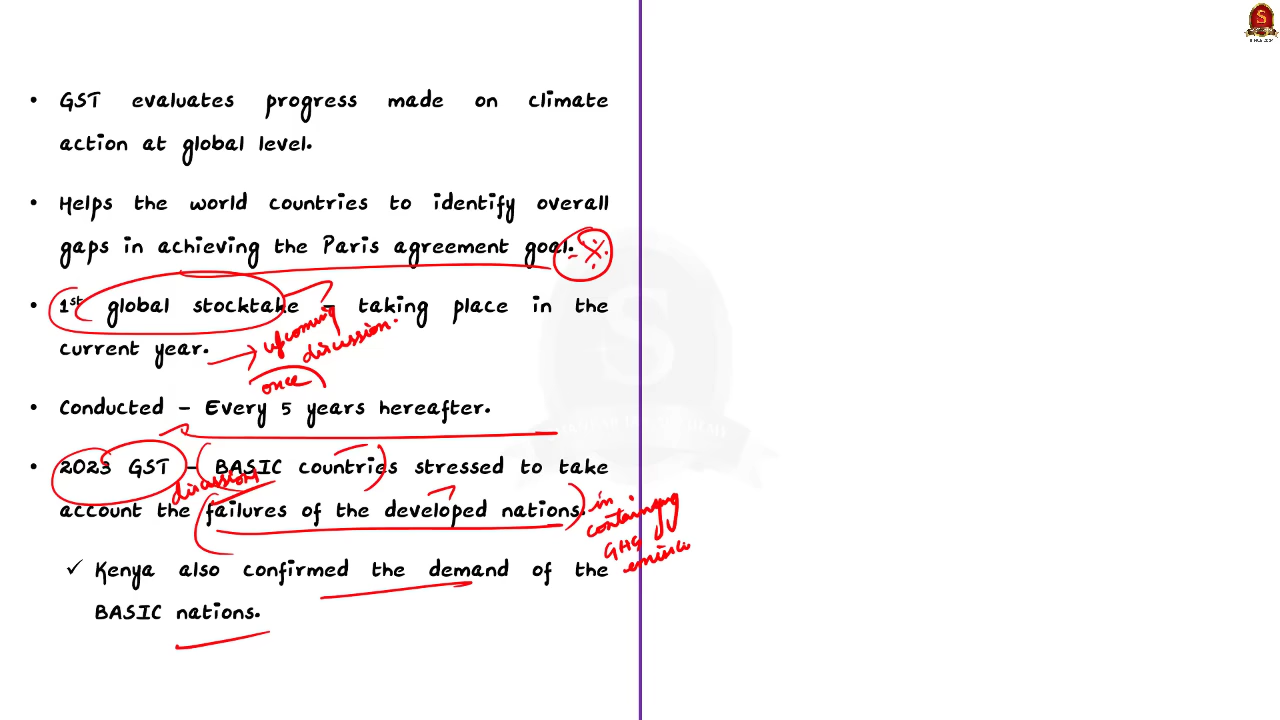 • GST evaluates progress made on climate
action at global level.
• Helps the world countries to identify overall
gaps in achieving the Paris agreement goal.
• 1st global stocktake - taking place in the
current year.
upcoming
discussion.
once
• Conducted - Every 5 years hereafter.
• 2023 GST - BASIC countries stressed to take
discussions
account the failures of the developed nations.
in
containing
GHG
✓ Kenya also confirmed the demand of the
BASIC nations.
S